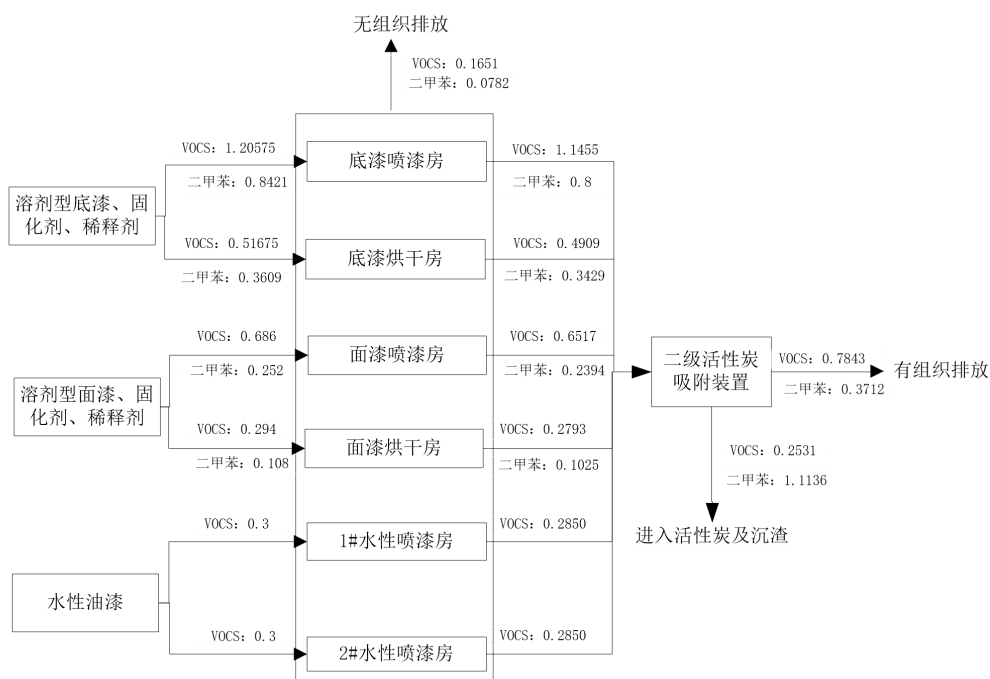 无组织排放
VOCS：0.1651
二甲苯：0.0782
VOCS：1.20575
底漆喷漆房
VOCS：1.1455
二甲苯：0.8421
二甲苯：0.8
溶剂型底漆、固
化剂、稀释剂
VOCS：0.51675
底漆烘干房
VOCS：0.4909
二甲苯：0.3609
二甲苯：0.3429
VOCS：0.686
面漆喷漆房
VOCS：0.6517
二甲苯：0.252
二甲苯：0.2394
二级活性炭
吸附装置
VOCS：0.7843
二甲苯：0.3712
有组织排放
溶剂型面漆、固
化剂、稀释剂
VOCS：0.294
面漆烘干房
VOCS：0.2793
二甲苯：0.108
二甲苯：0.1025
VOCS：0.2531
二甲苯：1.1136
进入活性炭及沉渣
VOCS：0.3
1#水性喷漆房
VOCS：0.2850
水性油漆
VOCS：0.3
2#水性喷漆房
VOCS：0.2850